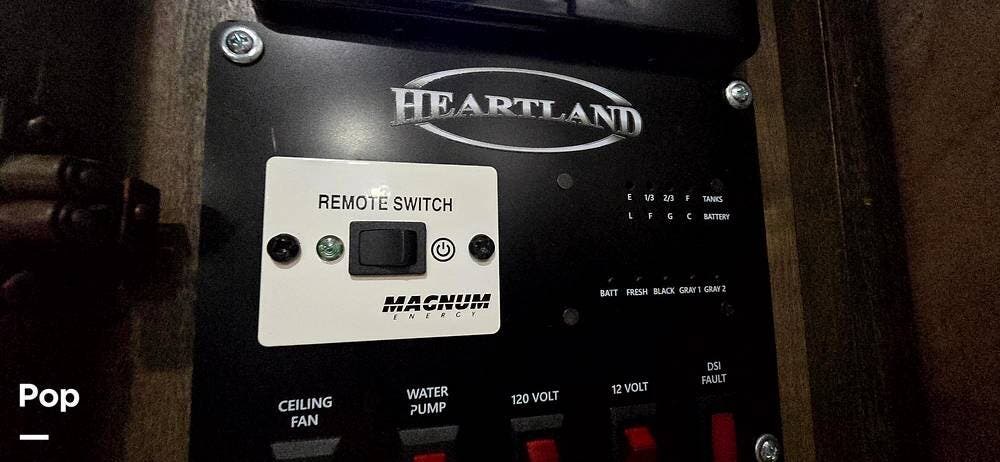 HEARTLAND
REMOTE SWITCH
MAGNUM
ENERGY
E 1/3 2/3 F TANKS
L F G C BATTERY
BATT FRESH BLACK GRAY 1 GRAY 2
CEILING
FAN
WATER
PUMP
120 VOLT
12 VOLT
DSI
FAULT
Pop